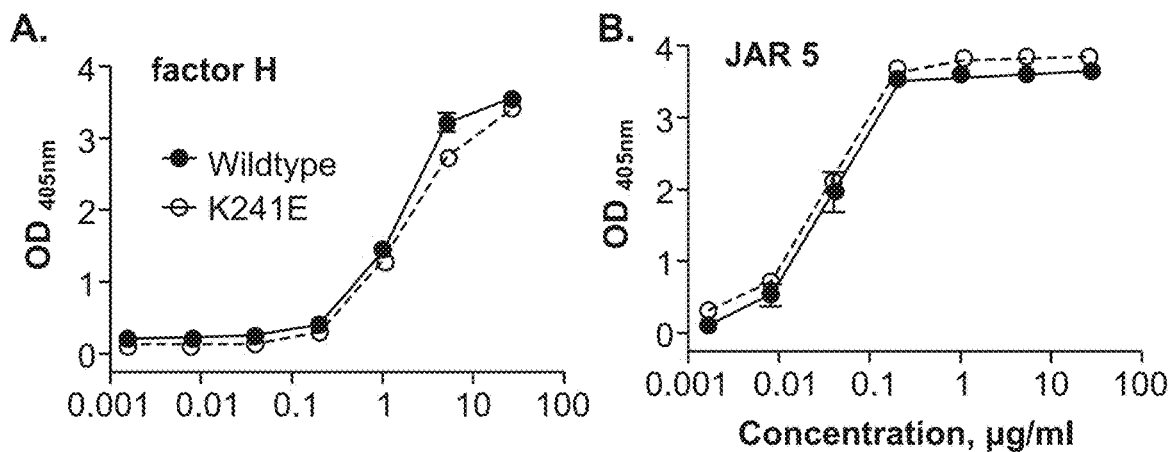 A.
factor H
Wildtype
K241E
OD 405nm
4
3
2
1
0
0.001 0.01 0.1 1 10 100
B.
JAR 5
OD 405nm
4
3
2
1
0
0.001 0.01 0.1 1 10 100
Concentration, µg/ml